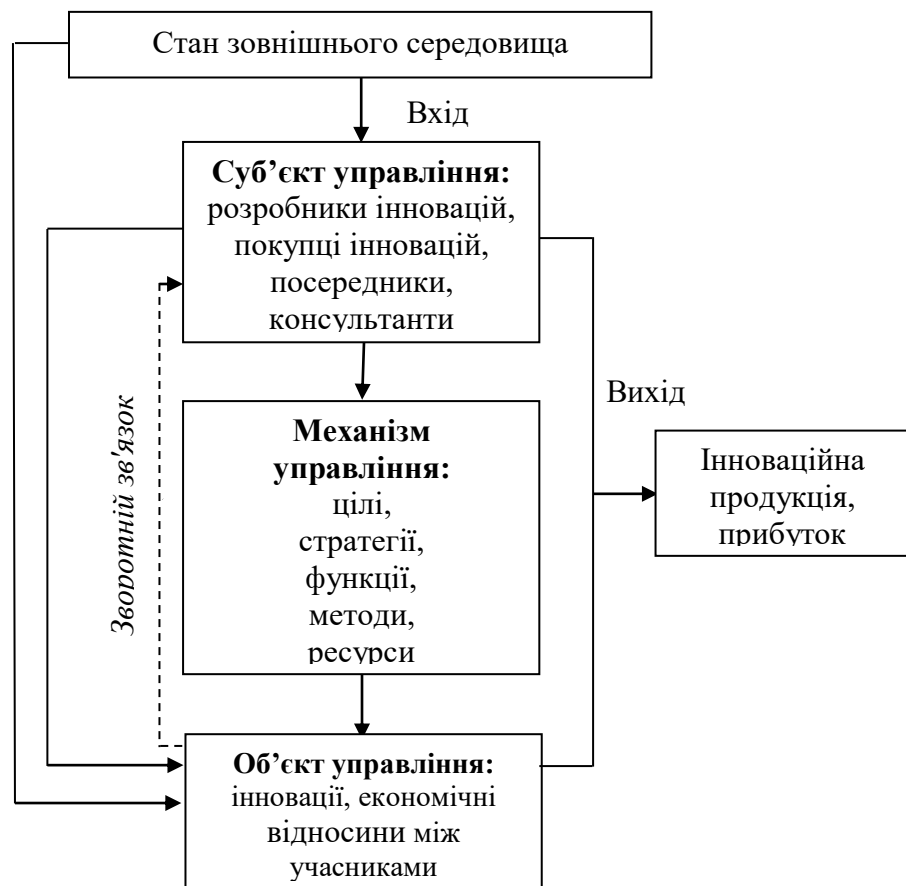 Стан зовнішнього середовища
Вхід
Суб’єкт управління:
розробники інновацій,
покупці інновацій,
посередники,
консультанти
Зворотній зв'язок
Механізм
управління:
цілі,
стратегії,
функції,
методи,
ресурси
Вихід
Інноваційна
продукція,
прибуток
Об’єкт управління:
інновації, економічні
відносини між
учасниками